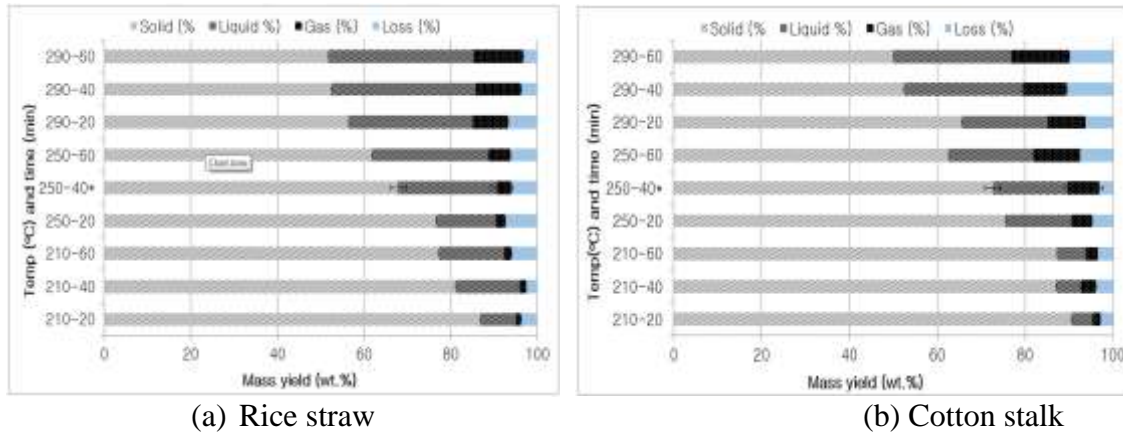 Solid (% Liquid %) Gas (%) Loss (%)
290-60
290-40
290-20
250-60
250-40*
250-20
210-60
210-40
210-20
Temp (ºC) and time (min)
0 20 40 60 80 100
Mass yield (wt.%)
(a) Rice straw
Solid (% Liquid %) Gas (%) Loss (%)
290-60
290-40
290-20
250-60
250-40*
250-20
210-60
210-40
210-20
Temp(ºC) and time (min)
0 20 40 60 80 100
Mass yield (wt.%)
(b) Cotton stalk